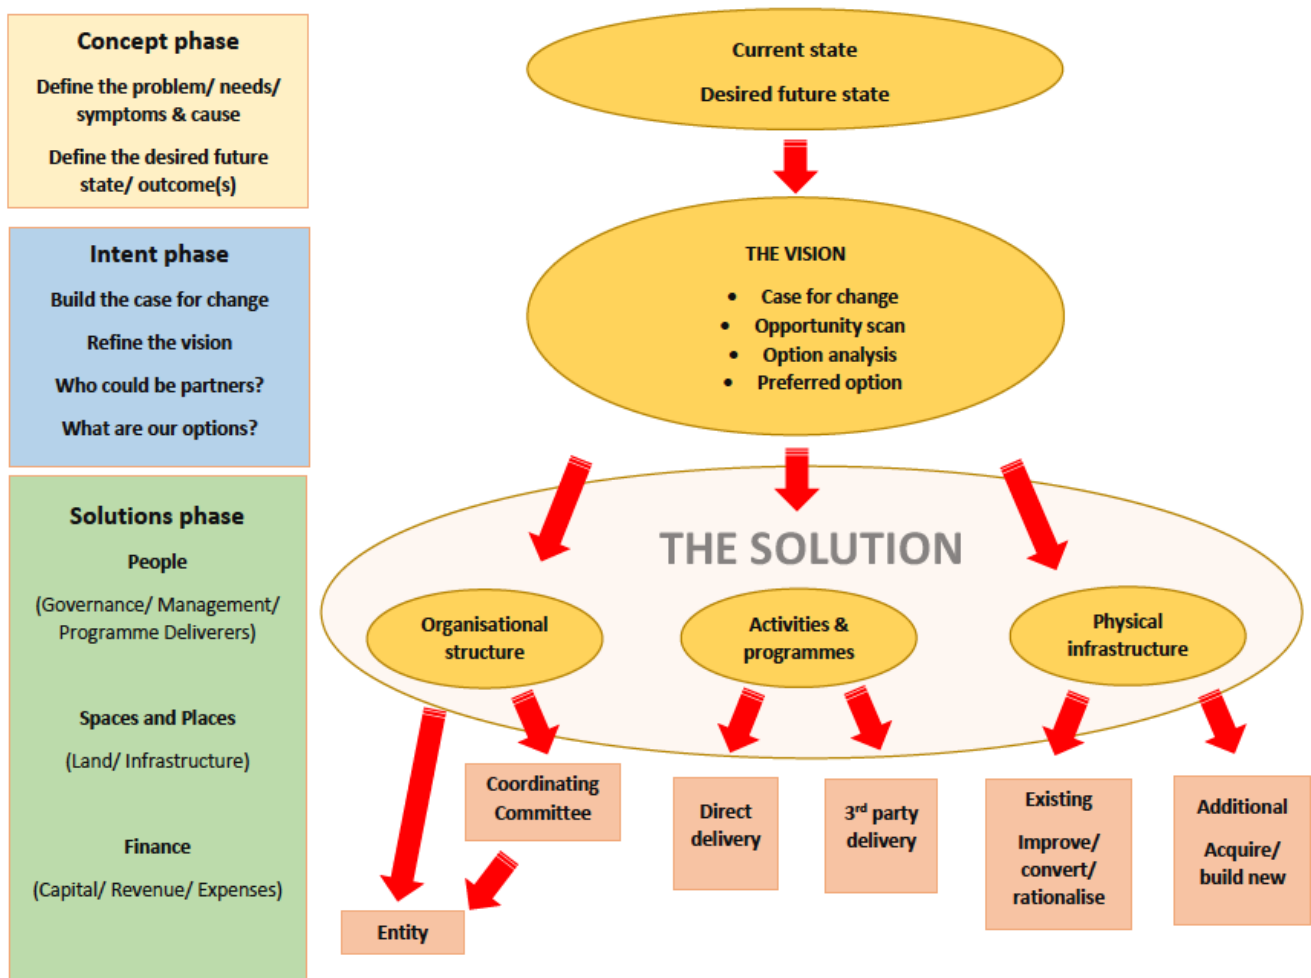 Concept phase
Define the problem/ needs/
symptoms & cause
Define the desired future
state/ outcome(s)
Current state
Desired future state
Intent phase
Build the case for change
Refine the vision
Who could be partners?
What are our options?
THE VISION
• Case for change
• Opportunity scan
• Option analysis
• Preferred option
Solutions phase
People
(Governance/ Management/
Programme Deliverers)
Spaces and Places
(Land/ Infrastructure)
Finance
(Capital/ Revenue/ Expenses)
THE SOLUTION
Organisational
structure
Activities &
programmes
Physical
infrastructure
Coordinating
Committee
Entity
Direct
delivery
3rd party
delivery
Existing
Improve/
convert/
rationalise
Additional
Acquire/
build new